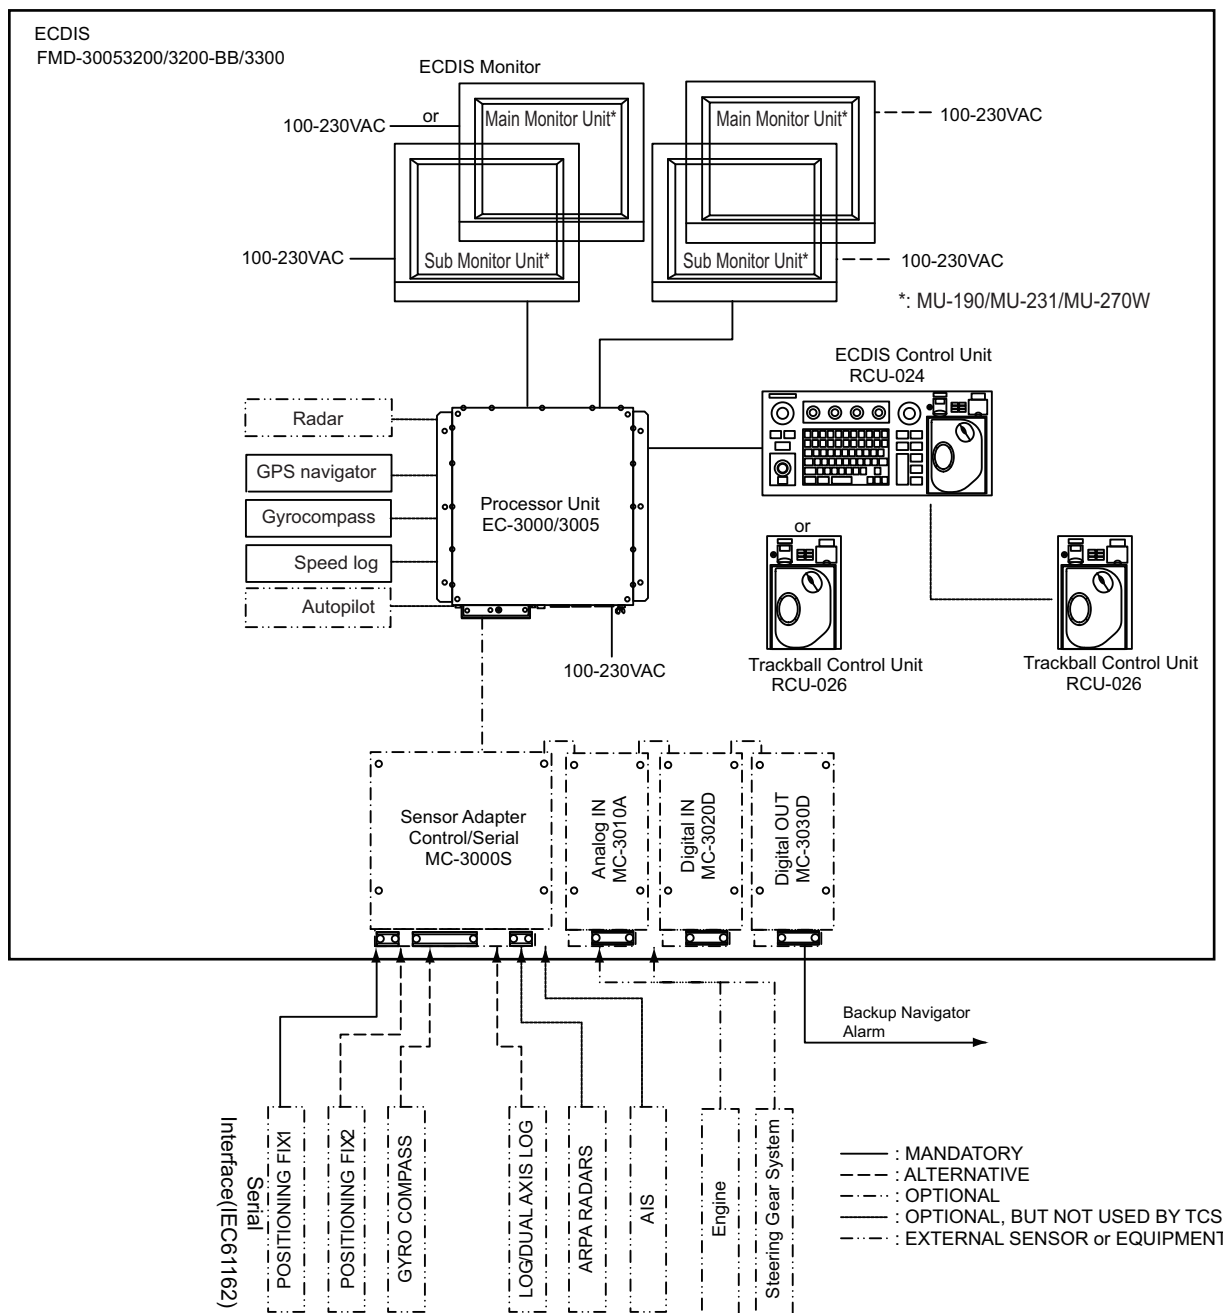 ECDIS
FMD-30053200/3200-BB/3300
ECDIS Monitor
100-230VAC
or
Main Monitor Unit*
Main Monitor Unit*
100-230VAC
100-230VAC
Sub Monitor Unit*
Sub Monitor Unit*
100-230VAC
*: MU-190/MU-231/MU-270W
ECDIS Control Unit
RCU-024
Radar
GPS navigator
Gyrocompass
Speed log
Autopilot
Processor Unit
EC-3000/3005
100-230VAC
or
Trackball Control Unit
RCU-026
Trackball Control Unit
RCU-026
Sensor Adapter
Control/Serial
MC-3000S
Analog IN
MC-3010A
Digital IN
MC-3020D
Digital OUT
MC-3030D
Backup Navigator
Alarm
Serial
Interface(IEC61162)
POSITIONING FIX1
POSITIONING FIX2
GYRO COMPASS
LOG/DUAL AXIS LOG
ARPA RADARS
AIS
Engine
Steering Gear System
: MANDATORY
: ALTERNATIVE
: OPTIONAL
: OPTIONAL, BUT NOT USED BY TCS
: EXTERNAL SENSOR or EQUIPMENT